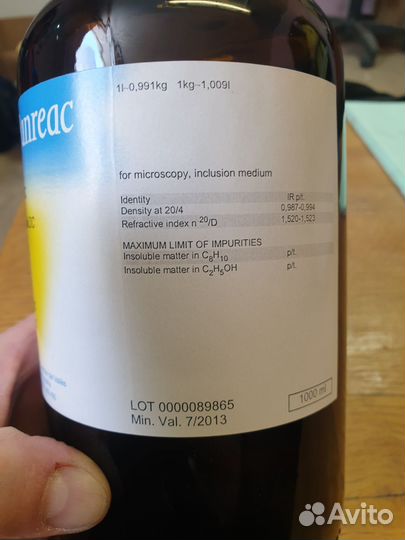 nreac
1l~0,991kg 1kg~1,009l
for microscopy, inclusion medium
Identity IR p/t.
Density at 20/4 0,987-0,994
Refractive index n 20/D 1,520-1,523
MAXIMUM LIMIT OF IMPURITIES
Insoluble matter in C8H10 p/t.
Insoluble matter in C2H5OH p/t.
LOT 0000089865
Min. Val. 7/2013
1000 ml
Avito